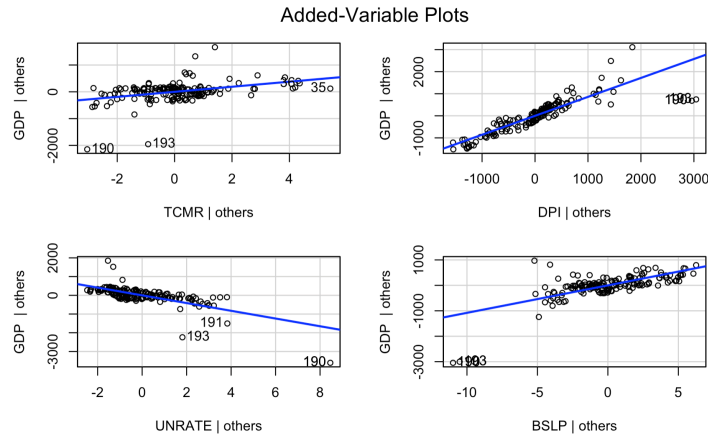 Added-Variable Plots
GDP | others
0
-2000
35
190
193
-2 0 2 4
TCMR | others
GDP | others
2000
-1000
-1000 0 1000 2000 3000
DPI | others
GDP | others
2000
0
-3000
191
193
190
-2 0 2 4 6 8
UNRATE | others
GDP | others
1000
-1000
-3000
-10 -5 0 5
BSLP | others